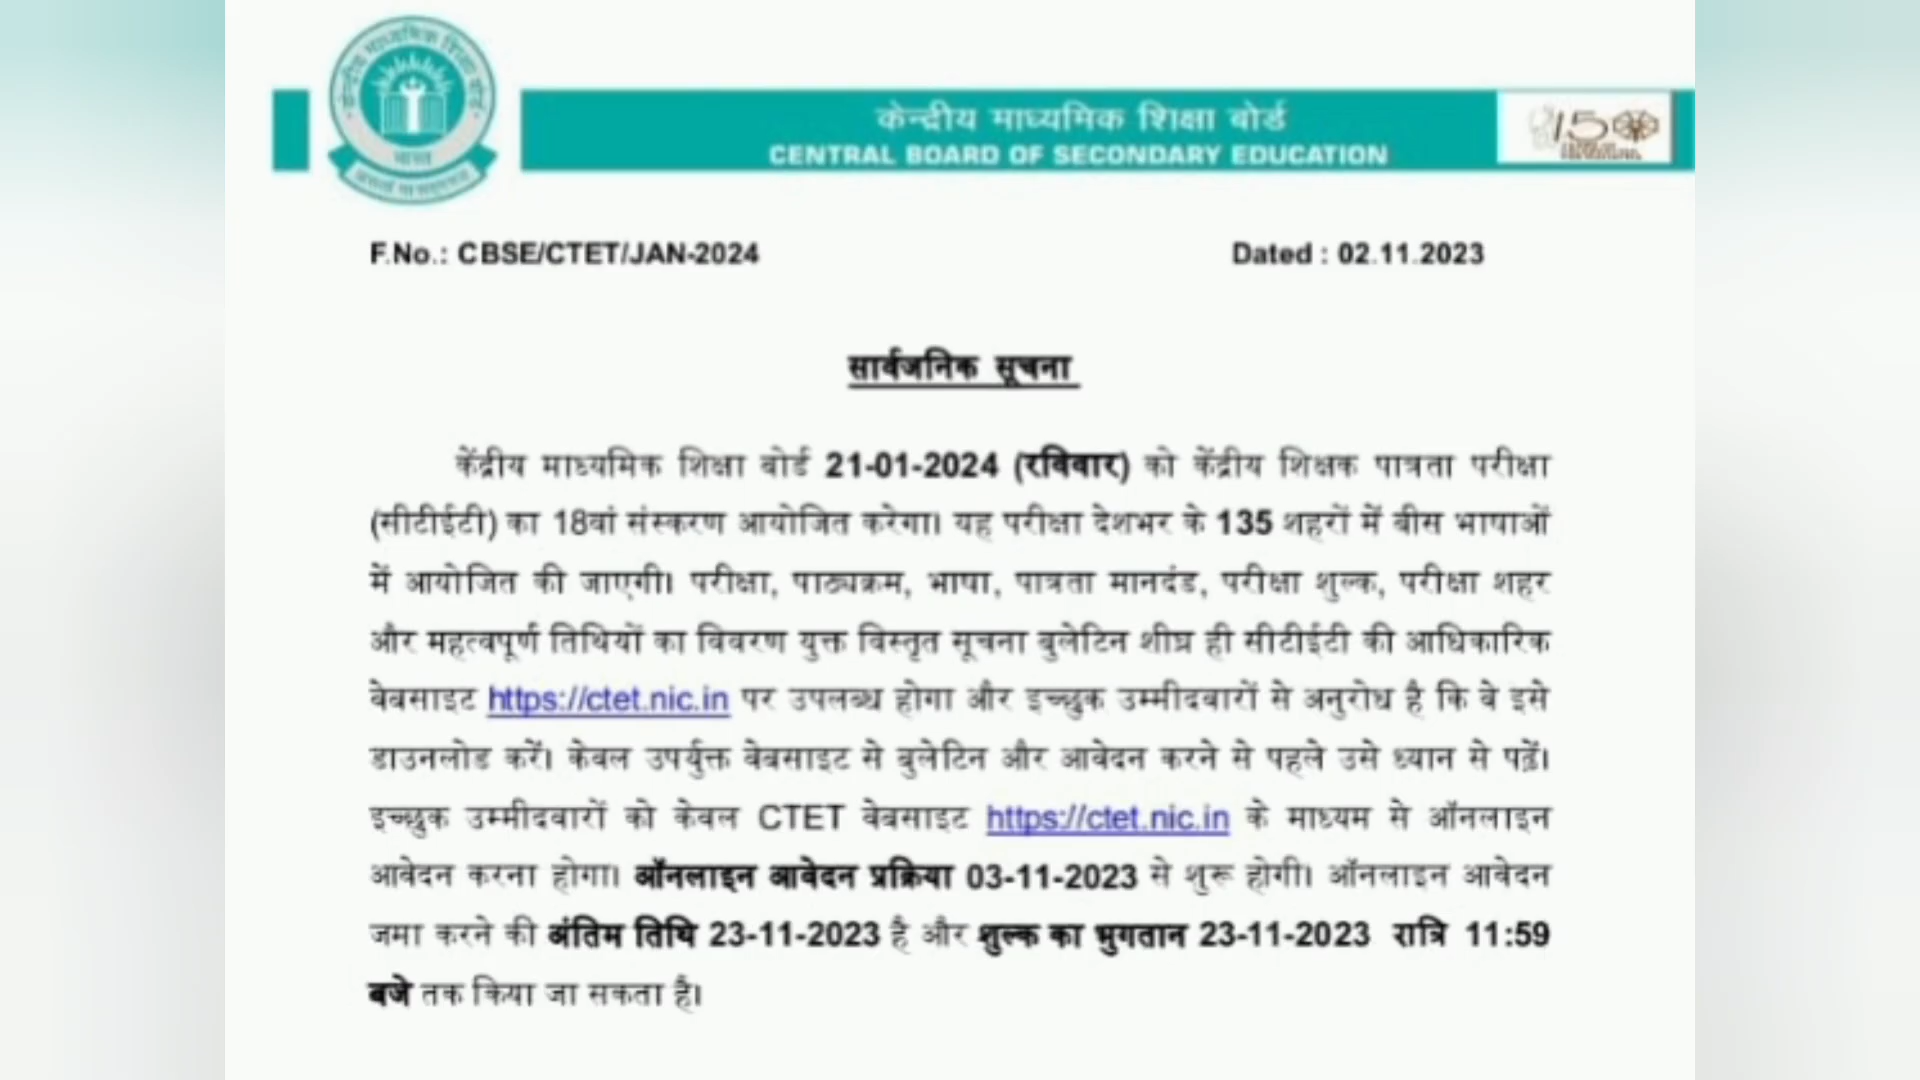 केन्द्रीय माध्यमिक शिक्षा बोर्ड
भारत
केन्द्रीय माध्यमिक शिक्षा बोर्ड
CENTRAL BOARD OF SECONDARY EDUCATION
150
F.No.: CBSE/CTET/JAN-2024
Dated : 02.11.2023
सार्वजनिक सूचना
केंद्रीय माध्यमिक शिक्षा बोर्ड 21-01-2024 (रविवार) को केंद्रीय शिक्षक पात्रता परीक्षा
(सीटीईटी) का 18वां संस्करण आयोजित करेगा। यह परीक्षा देशभर के 135 शहरों में बीस भाषाओं
में आयोजित की जाएगी। परीक्षा, पाठ्यक्रम, भाषा, पात्रता मानदंड, परीक्षा शुल्क, परीक्षा शहर
और महत्वपूर्ण तिथियों का विवरण युक्त विस्तृत सूचना बुलेटिन शीघ्र ही सीटीईटी की आधिकारिक
वेबसाइट https://ctet.nic.in पर उपलब्ध होगा और इच्छुक उम्मीदवारों से अनुरोध है कि वे इसे
डाउनलोड करें। केवल उपर्युक्त वेबसाइट से बुलेटिन और आवेदन करने से पहले उसे ध्यान से पढ़ें।
इच्छुक उम्मीदवारों को केवल CTET वेबसाइट https://ctet.nic.in के माध्यम से ऑनलाइन
आवेदन करना होगा। ऑनलाइन आवेदन प्रक्रिया 03-11-2023 से शुरू होगी। ऑनलाइन आवेदन
जमा करने की अंतिम तिथि 23-11-2023 है और शुल्क का भुगतान 23-11-2023 रात्रि 11:59
बजे तक किया जा सकता है।